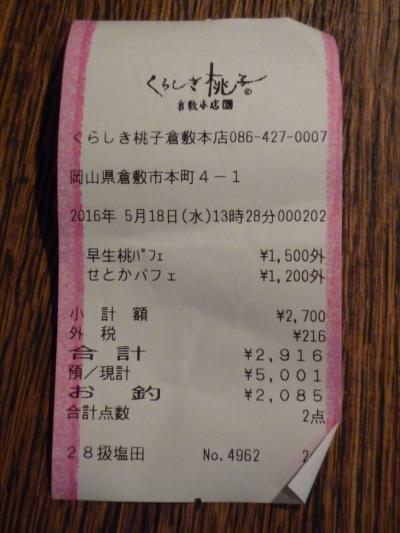 くらしき桃子
倉敷本店
くらしき桃子倉敷本店086-427-0007
岡山県倉敷市本町4-1
2016年 5月18日(水)13時28分000202
早生桃ﾊﾟﾌｪ ¥1,500外
せとかパフェ ¥1,200外
小計額 ¥2,700
外税 ¥216
合計 ¥2,916
預/現計 ¥5,001
お釣 ¥2,085
合計点数 2点
28扱塩田 No.4962